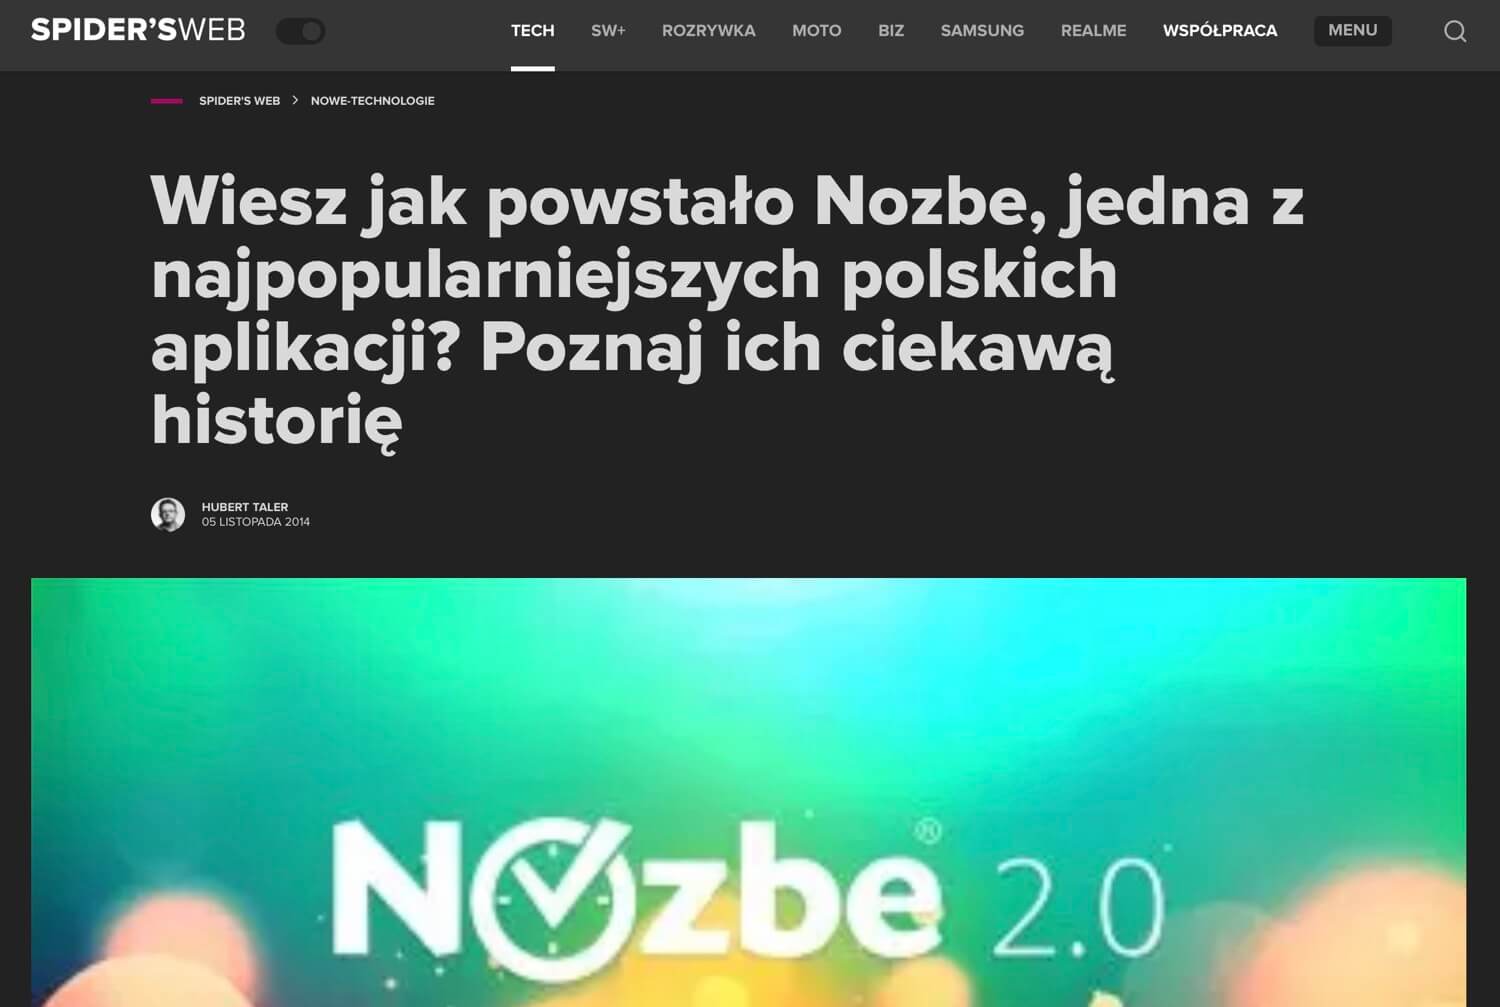 SPIDER'SWEB
TECH SW+ ROZRYWKA MOTO BIZ SAMSUNG REALME WSPÓŁPRACA MENU
SPIDER'S WEB > NOWE-TECHNOLOGIE
Wiesz jak powstało Nozbe, jedna z
najpopularniejszych polskich
aplikacji? Poznaj ich ciekawą
historię
HUBERT TALER
05 LISTOPADA 2014
Nozbe® 2.0